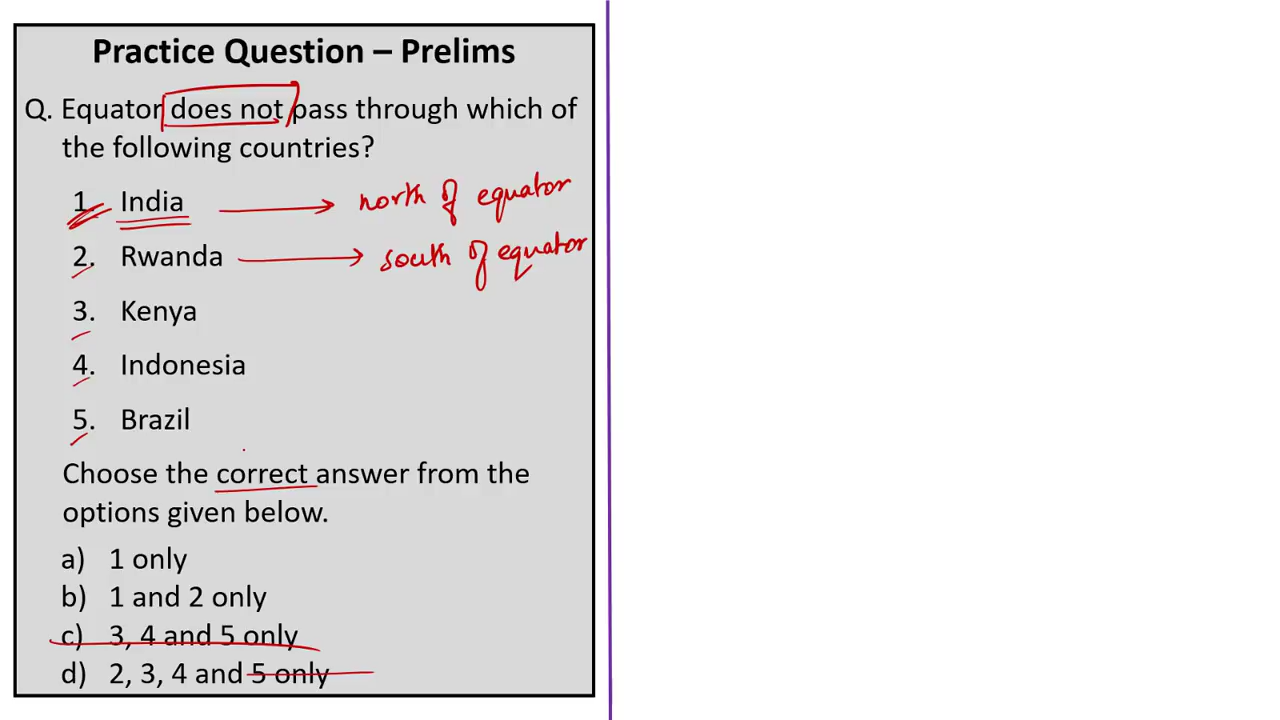 Practice Question – Prelims
Q. Equator does not pass through which of
the following countries?
1. India north of equator
2. Rwanda south of equator
3. Kenya
4. Indonesia
5. Brazil
Choose the correct answer from the
options given below.
a) 1 only
b) 1 and 2 only
c) 3, 4 and 5 only
d) 2, 3, 4 and 5 only